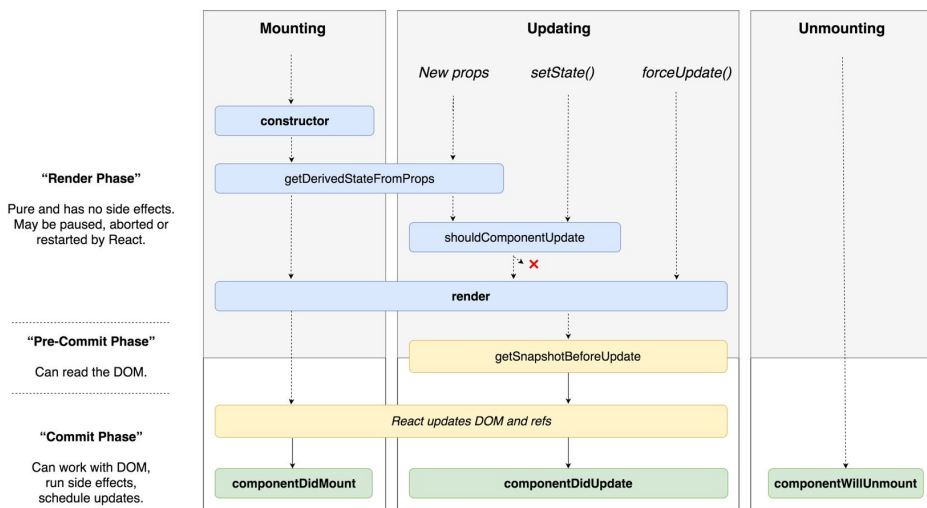 Mounting
Updating
Unmounting
New props
setState()
forceUpdate()
constructor
“Render Phase”
getDerivedStateFromProps
Pure and has no side effects.
May be paused, aborted or
restarted by React.
shouldComponentUpdate
render
“Pre-Commit Phase”
getSnapshotBeforeUpdate
Can read the DOM.
React updates DOM and refs
“Commit Phase”
Can work with DOM,
run side effects,
schedule updates.
componentDidMount
componentDidUpdate
componentWillUnmount